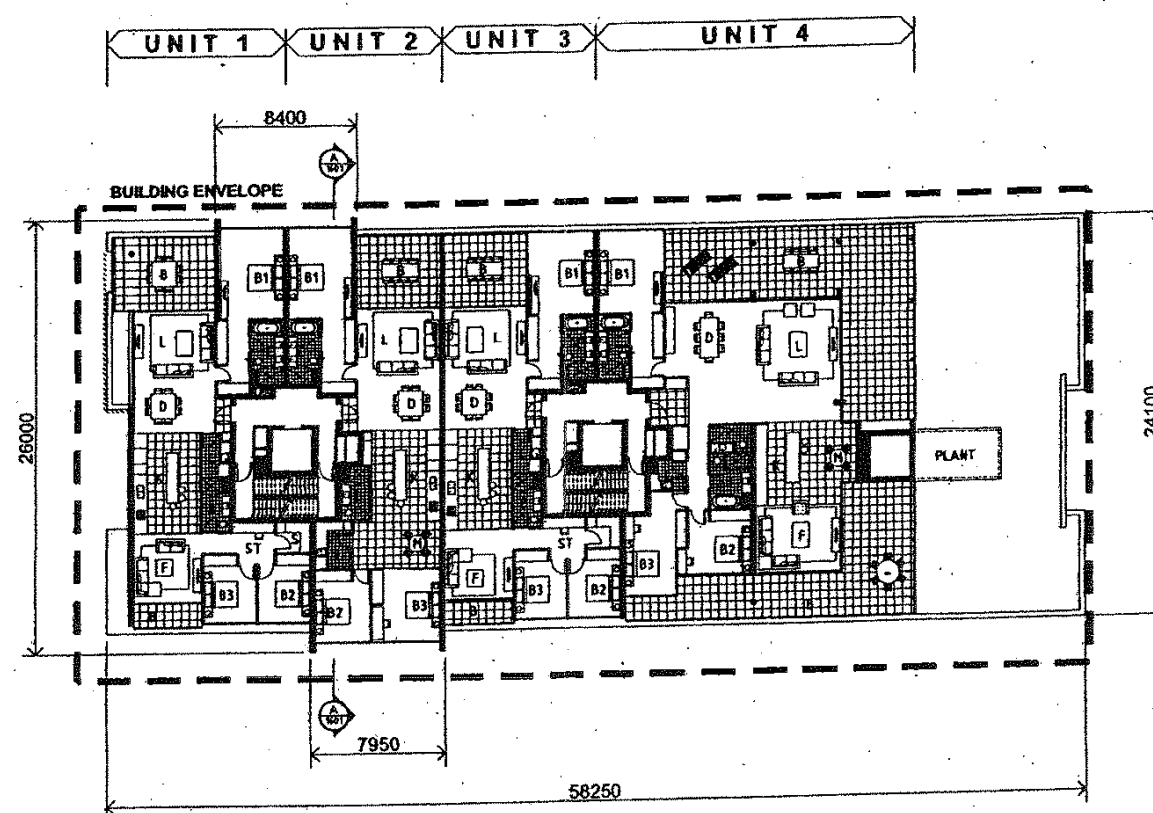 UNIT 1 UNIT 2 UNIT 3 UNIT 4
8400
A
BUILDING ENVELOPE
B B1 B1 B B B1 B1 B
L L L D L
D D D
26000
24100
K K K K M PLANT
ST M ST B2 F
F B3 B2 B2 B3 F B3 B2 B3
B B
A
7950
58250